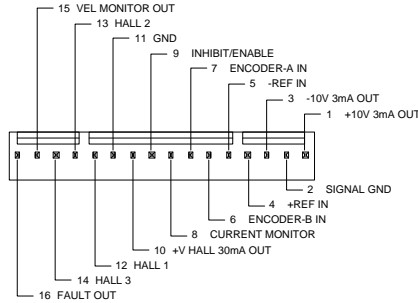 15 VEL MONITOR OUT
13 HALL 2
11 GND
9 INHIBIT/ENABLE
7 ENCODER-A IN
5 -REF IN
3 -10V 3mA OUT
1 +10V 3mA OUT
2 SIGNAL GND
4 +REF IN
6 ENCODER-B IN
8 CURRENT MONITOR
10 +V HALL 30mA OUT
12 HALL 1
14 HALL 3
16 FAULT OUT